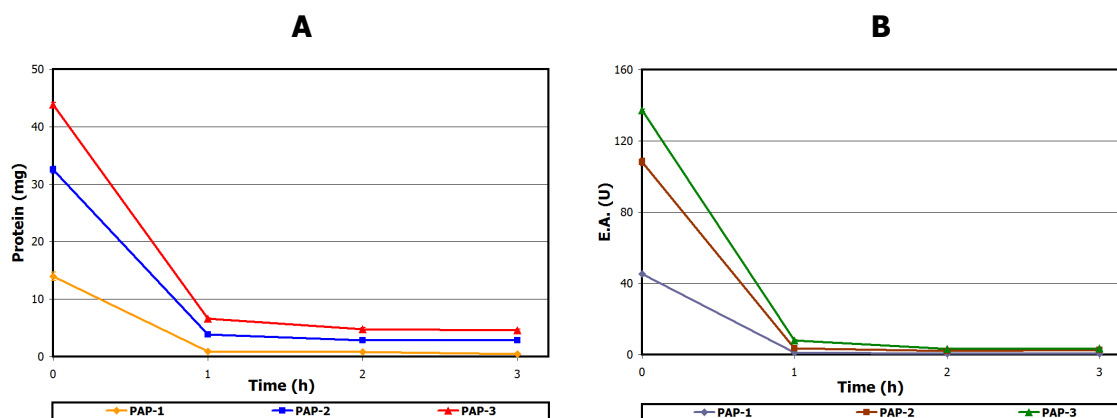 A
50
40
30
20
10
0
Protein (mg)
0 1 2 3
Time (h)
PAP-1 PAP-2 PAP-3
B
160
120
80
40
0
E.A. (U)
0 1 2 3
Time (h)
PAP-1 PAP-2 PAP-3